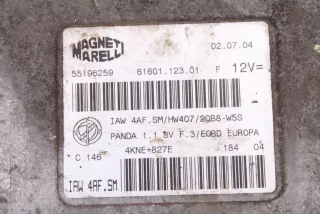 MAGNETI
MARELLI
02.07.04
55196259 61601.123.01 F 12V=
IAW 4AF.SM/HW407/2QB8-W5S
PANDA 1.1 8V F.3/EOBD EUROPA
4KNE+827E 184 04
C 146
IAW 4AF.SM